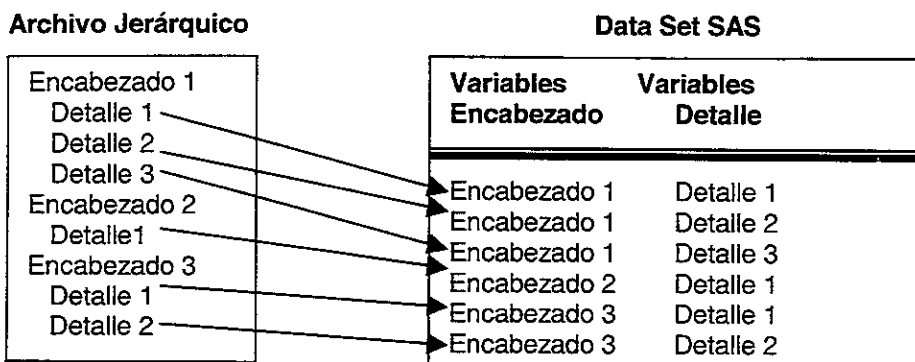 Archivo Jerárquico
Encabezado 1
Detalle 1
Detalle 2
Detalle 3
Encabezado 2
Detalle1
Encabezado 3
Detalle 1
Detalle 2
Data Set SAS
Variables Variables
Encabezado Detalle
Encabezado 1 Detalle 1
Encabezado 1 Detalle 2
Encabezado 1 Detalle 3
Encabezado 2 Detalle 1
Encabezado 3 Detalle 1
Encabezado 3 Detalle 2